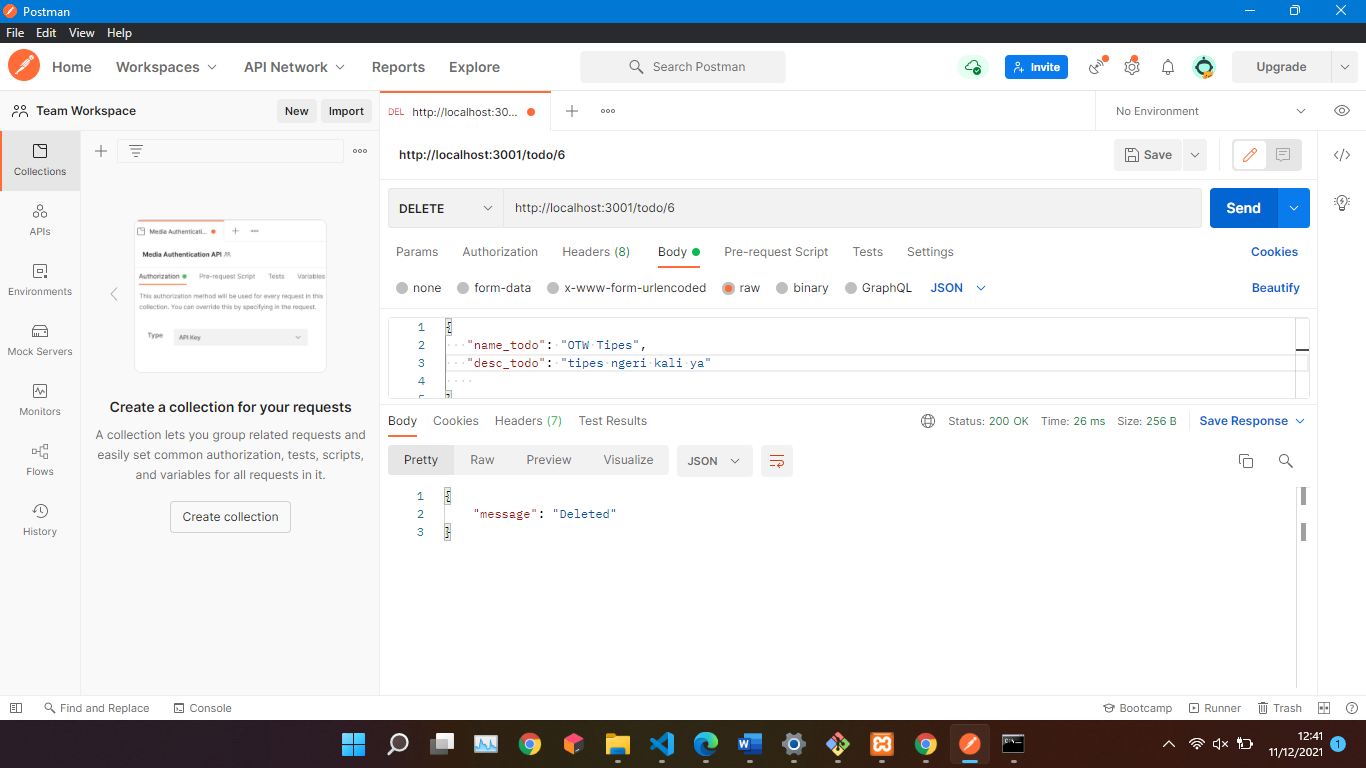 Postman
File Edit View Help
Home Workspaces API Network Reports Explore Search Postman Invite Upgrade
Team Workspace New Import
DEL http://localhost:30... No Environment
http://localhost:3001/todo/6 Save
DELETE http://localhost:3001/todo/6 Send
Params Authorization Headers (8) Body Pre-request Script Tests Settings Cookies
none form-data x-www-form-urlencoded raw binary GraphQL JSON Beautify
1 {
2 "name_todo": "OTW Tipes",
3 "desc_todo": "tipes ngeri kali ya"
4
5 }
Body Cookies Headers (7) Test Results Status: 200 OK Time: 26 ms Size: 256 B Save Response
Pretty Raw Preview Visualize JSON
1 {
2 "message": "Deleted"
3 }
Collections
APIs
Environments
Mock Servers
Monitors
Flows
History
Media Authenticati...
Media Authentication API
Authorization Pre-request Script Tests Variables
This authorization method will be used for every request in this
collection. You can override this by specifying in the request.
Type API Key
Create a collection for your requests
A collection lets you group related requests and
easily set common authorization, tests, scripts,
and variables for all requests in it.
Create collection
Find and Replace Console Bootcamp Runner Trash
12:41
11/12/2021 1